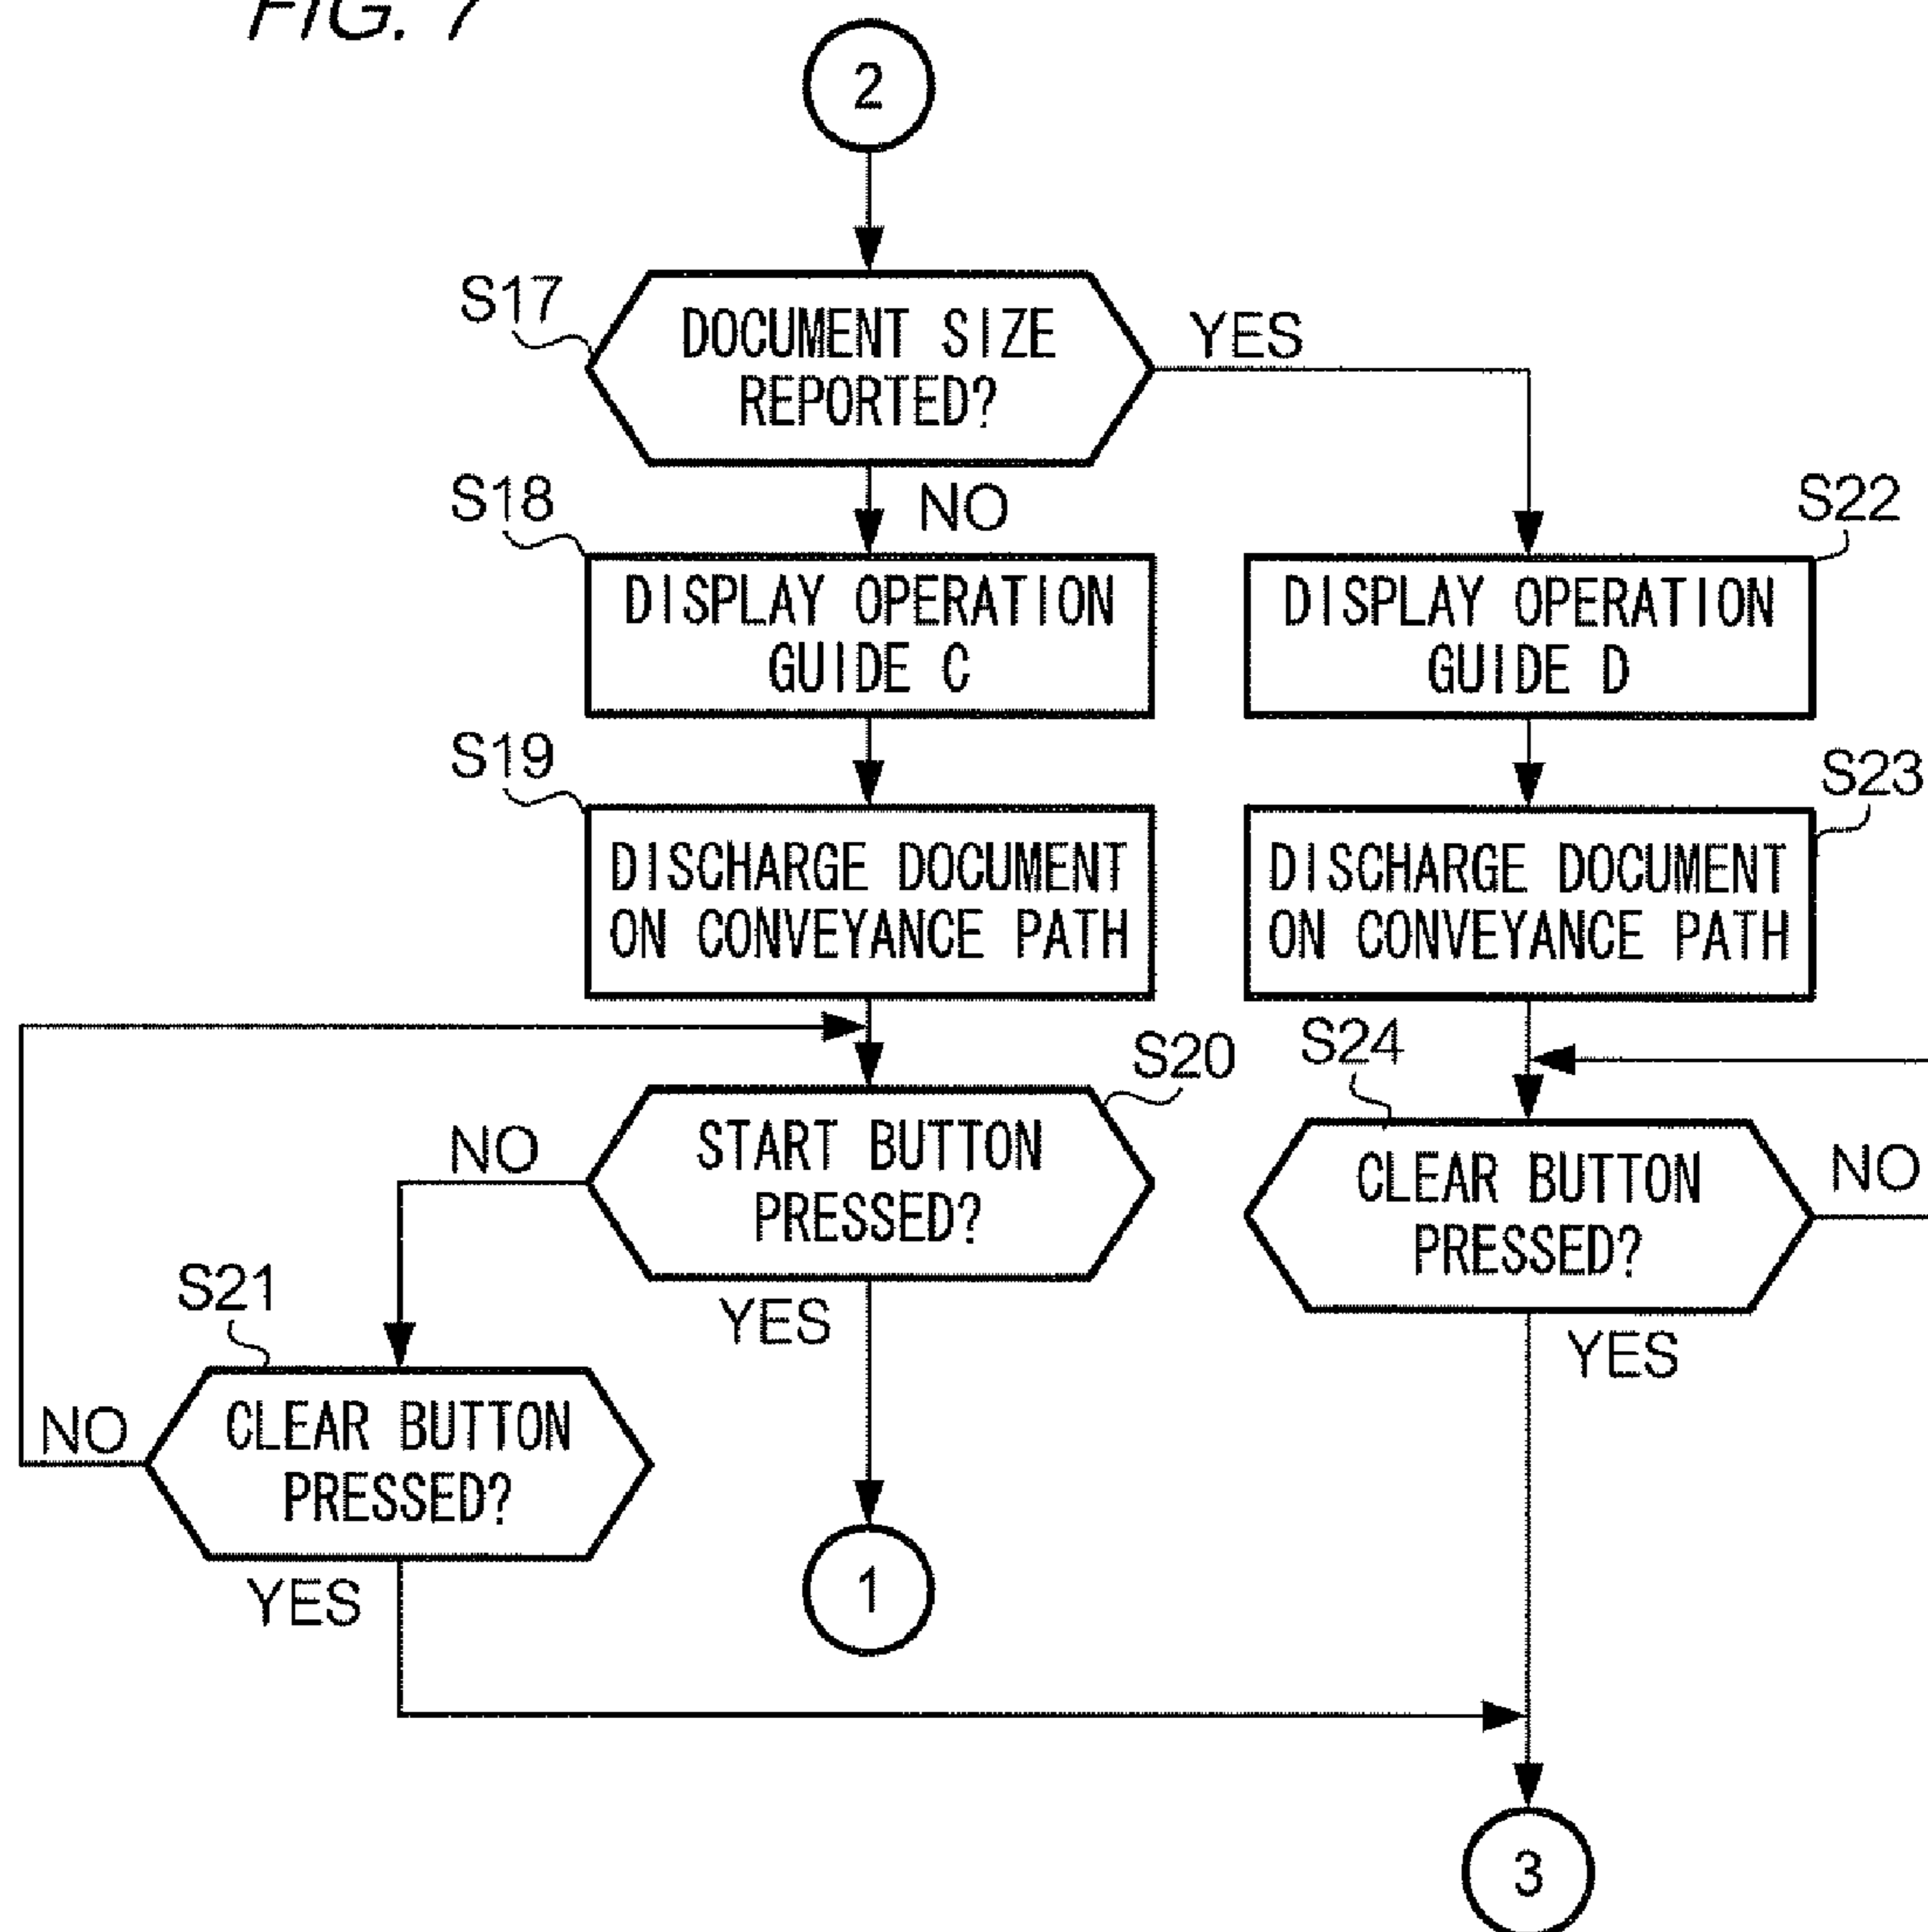 FIG. 7
2
S17
DOCUMENT SIZE
REPORTED?
YES
NO
S18
DISPLAY OPERATION
GUIDE C
S22
DISPLAY OPERATION
GUIDE D
S19
DISCHARGE DOCUMENT
ON CONVEYANCE PATH
S23
DISCHARGE DOCUMENT
ON CONVEYANCE PATH
S20
START BUTTON
PRESSED?
NO
YES
S24
CLEAR BUTTON
PRESSED?
NO
YES
S21
CLEAR BUTTON
PRESSED?
NO
YES
1
3